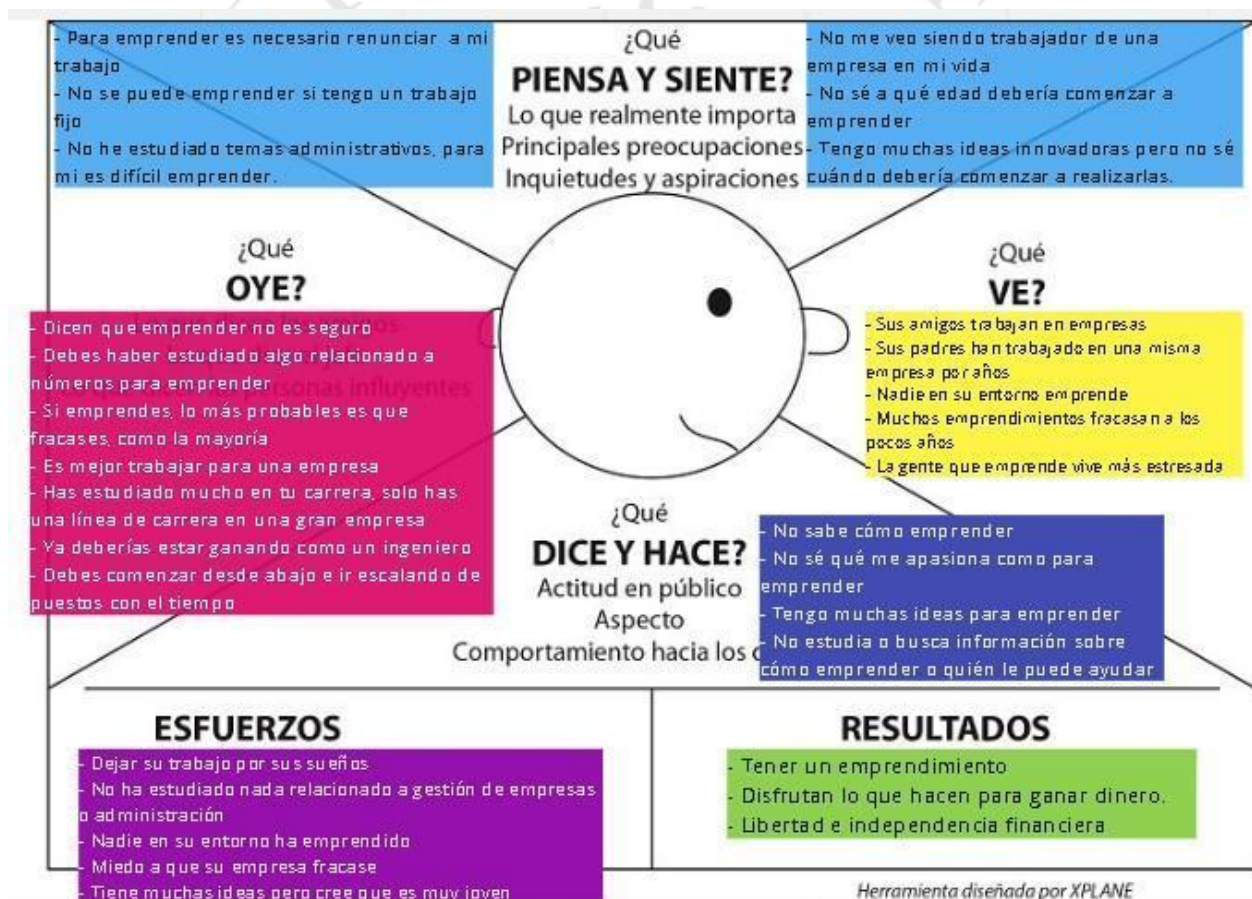 - Para emprender es necesario renunciar a mi
trabajo
- No se puede emprender si tengo un trabajo
fijo
- No he estudiado temas administrativos, para
mi es difícil emprender.
¿Qué
PIENSA Y SIENTE?
Lo que realmente importa
Principales preocupaciones
Inquietudes y aspiraciones
- No me veo siendo trabajador de una
empresa en mi vida
- No sé a qué edad debería comenzar a
emprender
- Tengo muchas ideas innovadoras pero no sé
cuándo debería comenzar a realizarlas.
¿Qué
OYE?
- Dicen que emprender no es seguro
- Debes haber estudiado algo relacionado a
números para emprender
- Si emprendes, lo más probables es que
fracases, como la mayoría
- Es mejor trabajar para una empresa
- Has estudiado mucho en tu carrera, solo has
una línea de carrera en una gran empresa
- Ya deberías estar ganando como un ingeniero
- Debes comenzar desde abajo e ir escalando de
puestos con el tiempo
¿Qué
VE?
- Sus amigos trabajan en empresas
- Sus padres han trabajado en una misma
empresa por años
- Nadie en su entorno emprende
- Muchos emprendimientos fracasan a los
pocos años
- La gente que emprende vive más estresada
¿Qué
DICE Y HACE?
Actitud en público
Aspecto
Comportamiento hacia los
- No sabe cómo emprender
- No sé qué me apasiona como para
emprender
- Tengo muchas ideas para emprender
- No estudia o busca información sobre
cómo emprender o quién le puede ayudar
ESFUERZOS
- Dejar su trabajo por sus sueños
- No ha estudiado nada relacionado a gestión de empresas
o administración
- Nadie en su entorno ha emprendido
- Miedo a que su empresa fracase
- Tiene muchas ideas pero cree que es muy joven
RESULTADOS
- Tener un emprendimiento
- Disfrutan lo que hacen para ganar dinero.
- Libertad e independencia financiera
Herramienta diseñada por XPLANE